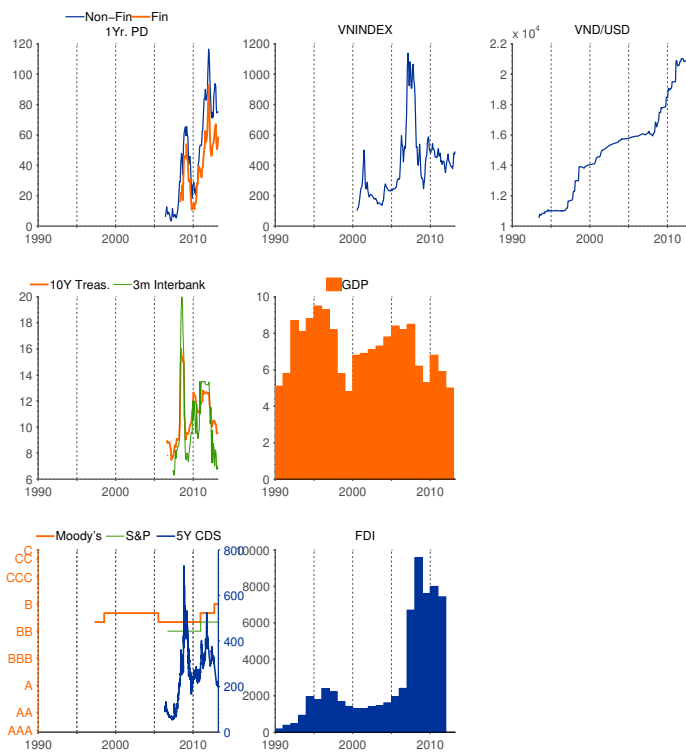 Non−Fin Fin
1Yr. PD
120
100
80
60
40
20
0
1990 2000 2010
VNINDEX
1200
1000
800
600
400
200
0
1990 2000 2010
x 10⁴ VND/USD
2.2
2
1.8
1.6
1.4
1.2
1
1990 2000 2010
10Y Treas. 3m Interbank
20
18
16
14
12
10
8
6
1990 2000 2010
GDP
10
8
6
4
2
0
1990 2000 2010
Moody's S&P 5Y CDS
C
CC
CCC
B
BB
BBB
A
AA
AAA
800
600
400
200
0
1990 2000 2010
FDI
10000
8000
6000
4000
2000
0
1990 2000 2010